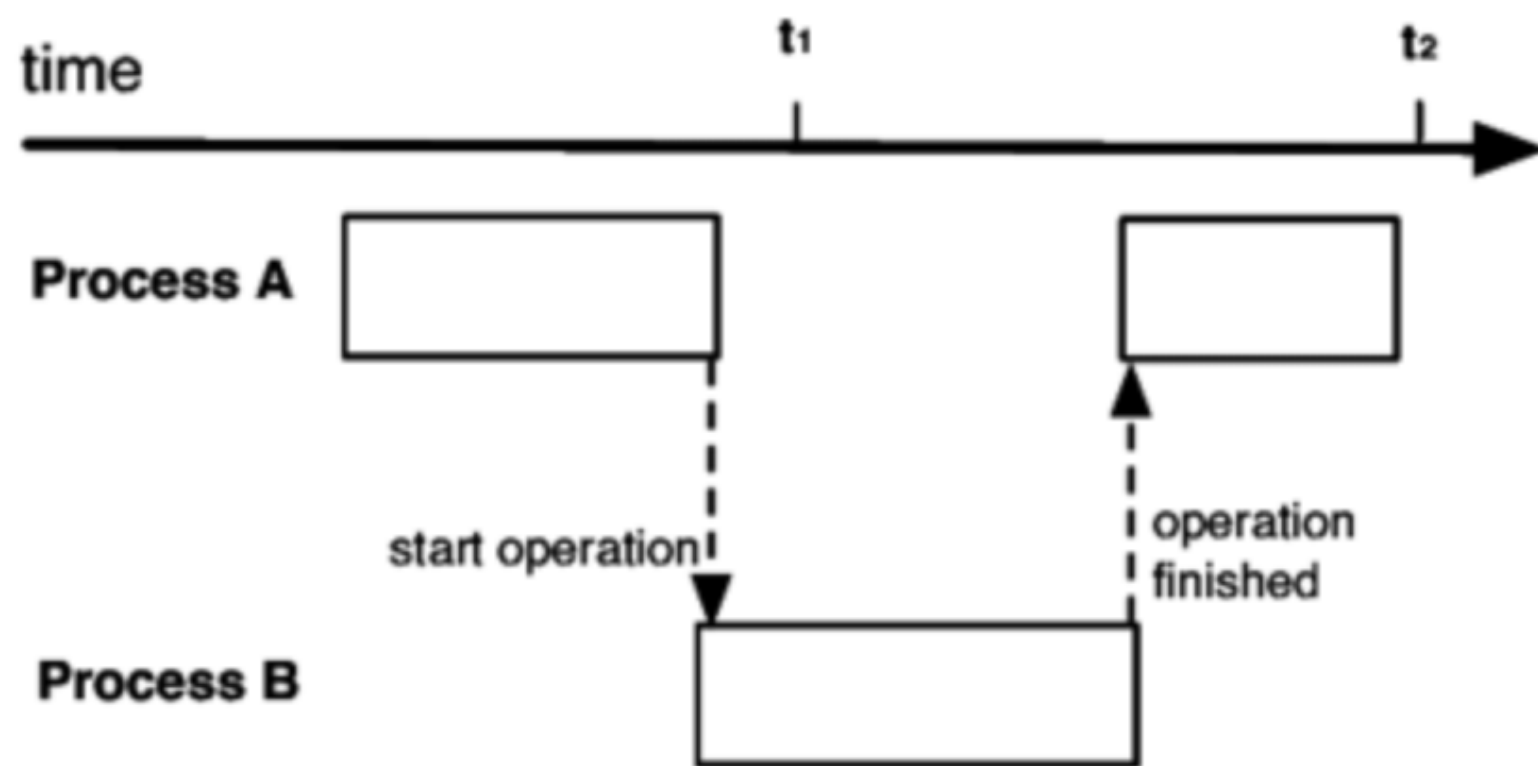 t₁
t₂
time
Process A
start operation
operation
finished
Process B